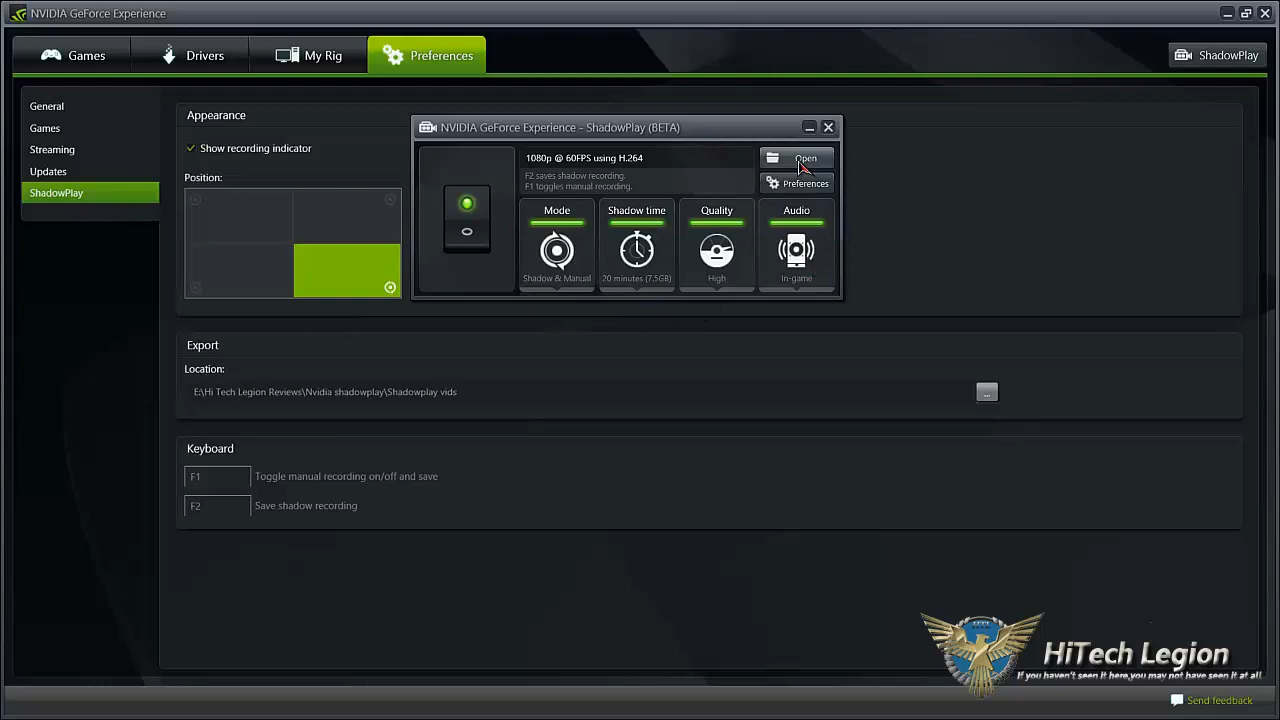 NVIDIA GeForce Experience
Games
Drivers
My Rig
Preferences
ShadowPlay
General
Games
Streaming
Updates
ShadowPlay
Appearance
Show recording indicator
Position:
NVIDIA GeForce Experience - ShadowPlay (BETA)
1080p @ 60FPS using H.264
F2 saves shadow recording.
F1 toggles manual recording.
Open
Preferences
Mode
Shadow & Manual
Shadow time
20 minutes (7.5GB)
Quality
High
Audio
In-game
Export
Location:
E:\Hi Tech Legion Reviews\Nvidia shadowplay\Shadowplay vids
...
Keyboard
F1 Toggle manual recording on/off and save
F2 Save shadow recording
HiTech Legion
If you haven't seen it here,you may not have seen it at all.
Send feedback